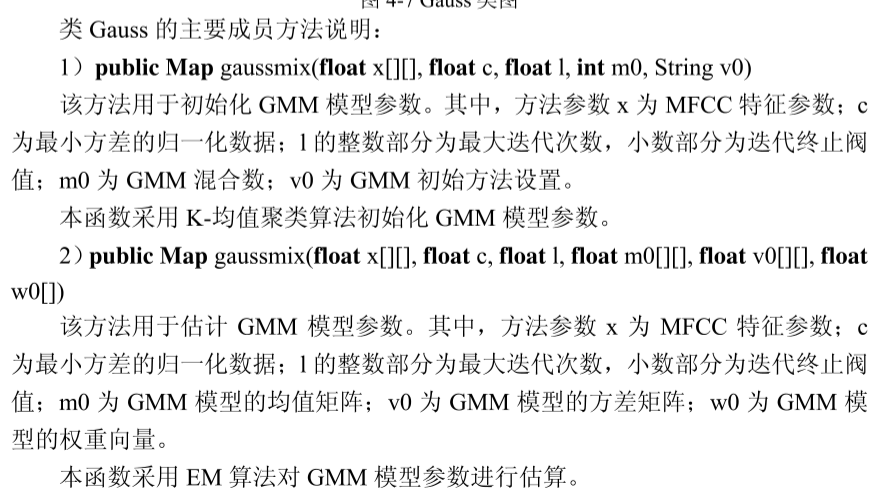 图 4-7 Gauss 类图
类 Gauss 的主要成员方法说明：
1）public Map gaussmix(float x[][], float c, float l, int m0, String v0)
该方法用于初始化 GMM 模型参数。其中，方法参数 x 为 MFCC 特征参数；c
为最小方差的归一化数据；l 的整数部分为最大迭代次数，小数部分为迭代终止阀
值；m0 为 GMM 混合数；v0 为 GMM 初始方法设置。
本函数采用 K-均值聚类算法初始化 GMM 模型参数。
2）public Map gaussmix(float x[][], float c, float l, float m0[][], float v0[][], float
w0[])
该方法用于估计 GMM 模型参数。其中，方法参数 x 为 MFCC 特征参数；c
为最小方差的归一化数据；l 的整数部分为最大迭代次数，小数部分为迭代终止阀
值；m0 为 GMM 模型的均值矩阵；v0 为 GMM 模型的方差矩阵；w0 为 GMM 模
型的权重向量。
本函数采用 EM 算法对 GMM 模型参数进行估算。